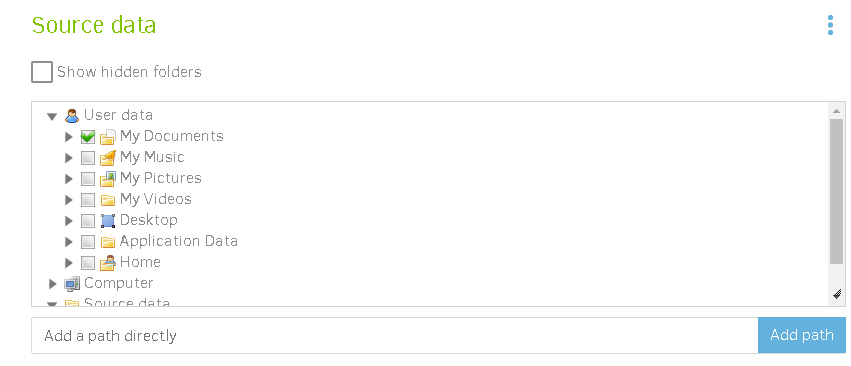 Source data
Show hidden folders
User data
My Documents
My Music
My Pictures
My Videos
Desktop
Application Data
Home
Computer
Source data
Add a path directly
Add path